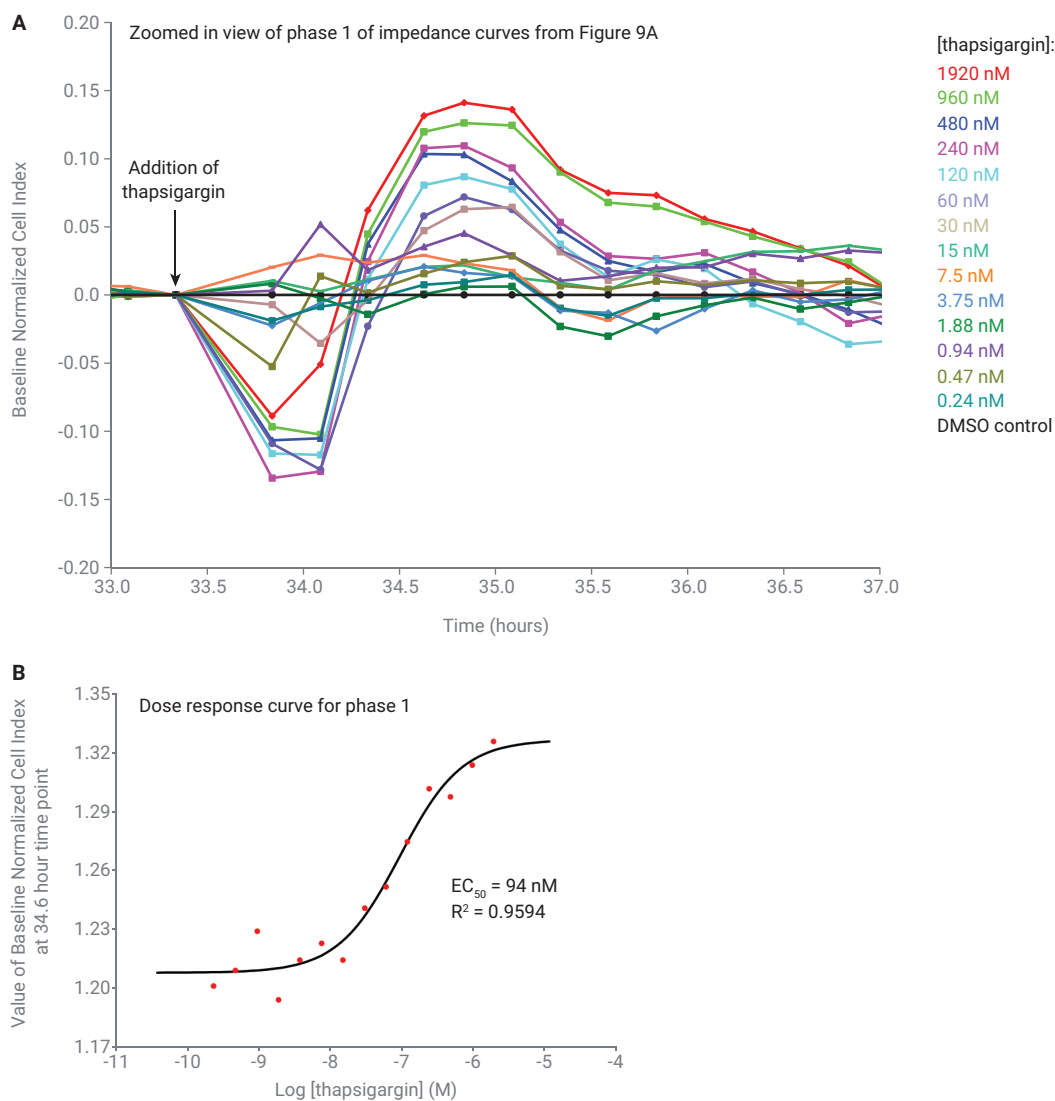 A
Zoomed in view of phase 1 of impedance curves from Figure 9A
Baseline Normalized Cell Index
0.20
0.15
0.10
0.05
0.0
-0.05
-0.10
-0.15
-0.20
Addition of
thapsigargin
33.0 33.5 34.0 34.5 35.0 35.5 36.0 36.5 37.0
Time (hours)
[thapsigargin]:
1920 nM
960 nM
480 nM
240 nM
120 nM
60 nM
30 nM
15 nM
7.5 nM
3.75 nM
1.88 nM
0.94 nM
0.47 nM
0.24 nM
DMSO control
B
Dose response curve for phase 1
Value of Baseline Normalized Cell Index
at 34.6 hour time point
1.35
1.32
1.29
1.26
1.23
1.20
1.17
EC50 = 94 nM
R2 = 0.9594
-11 -10 -9 -8 -7 -6 -5 -4
Log [thapsigargin] (M)